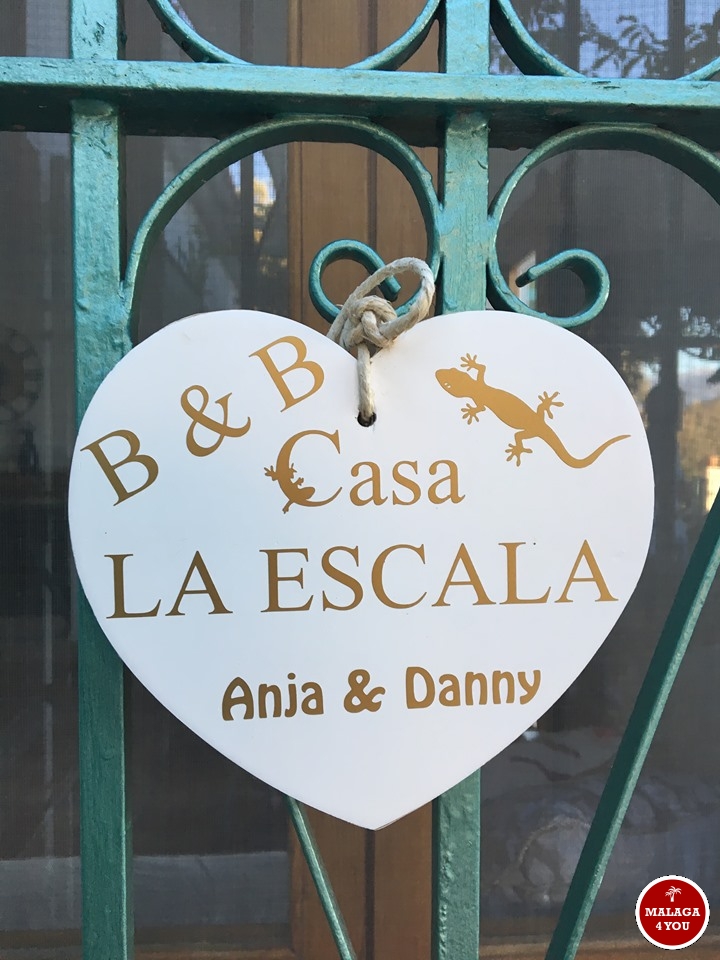 B & B
Casa
LA ESCALA
Anja & Danny
MALAGA
4 YOU